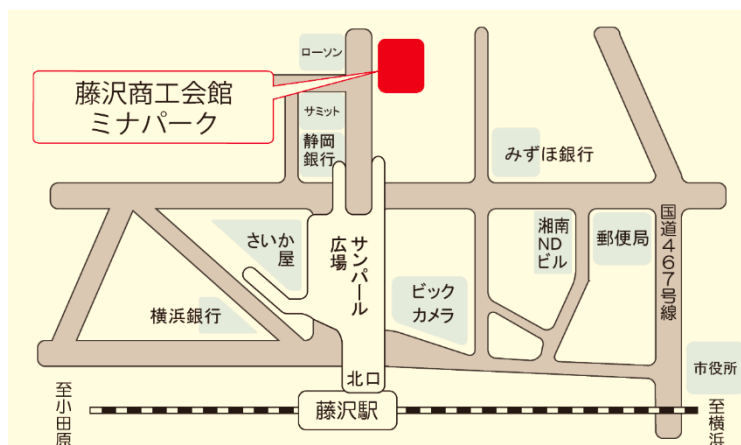 ローソン
藤沢商工会館
ミナパーク
サミット
静岡
銀行
みずほ銀行
さいか
屋
サンパール
広場
湘南
ND
ビル
郵便局
国道467号線
横浜銀行
ビック
カメラ
市役所
北口
藤沢駅
至小田原
至横浜